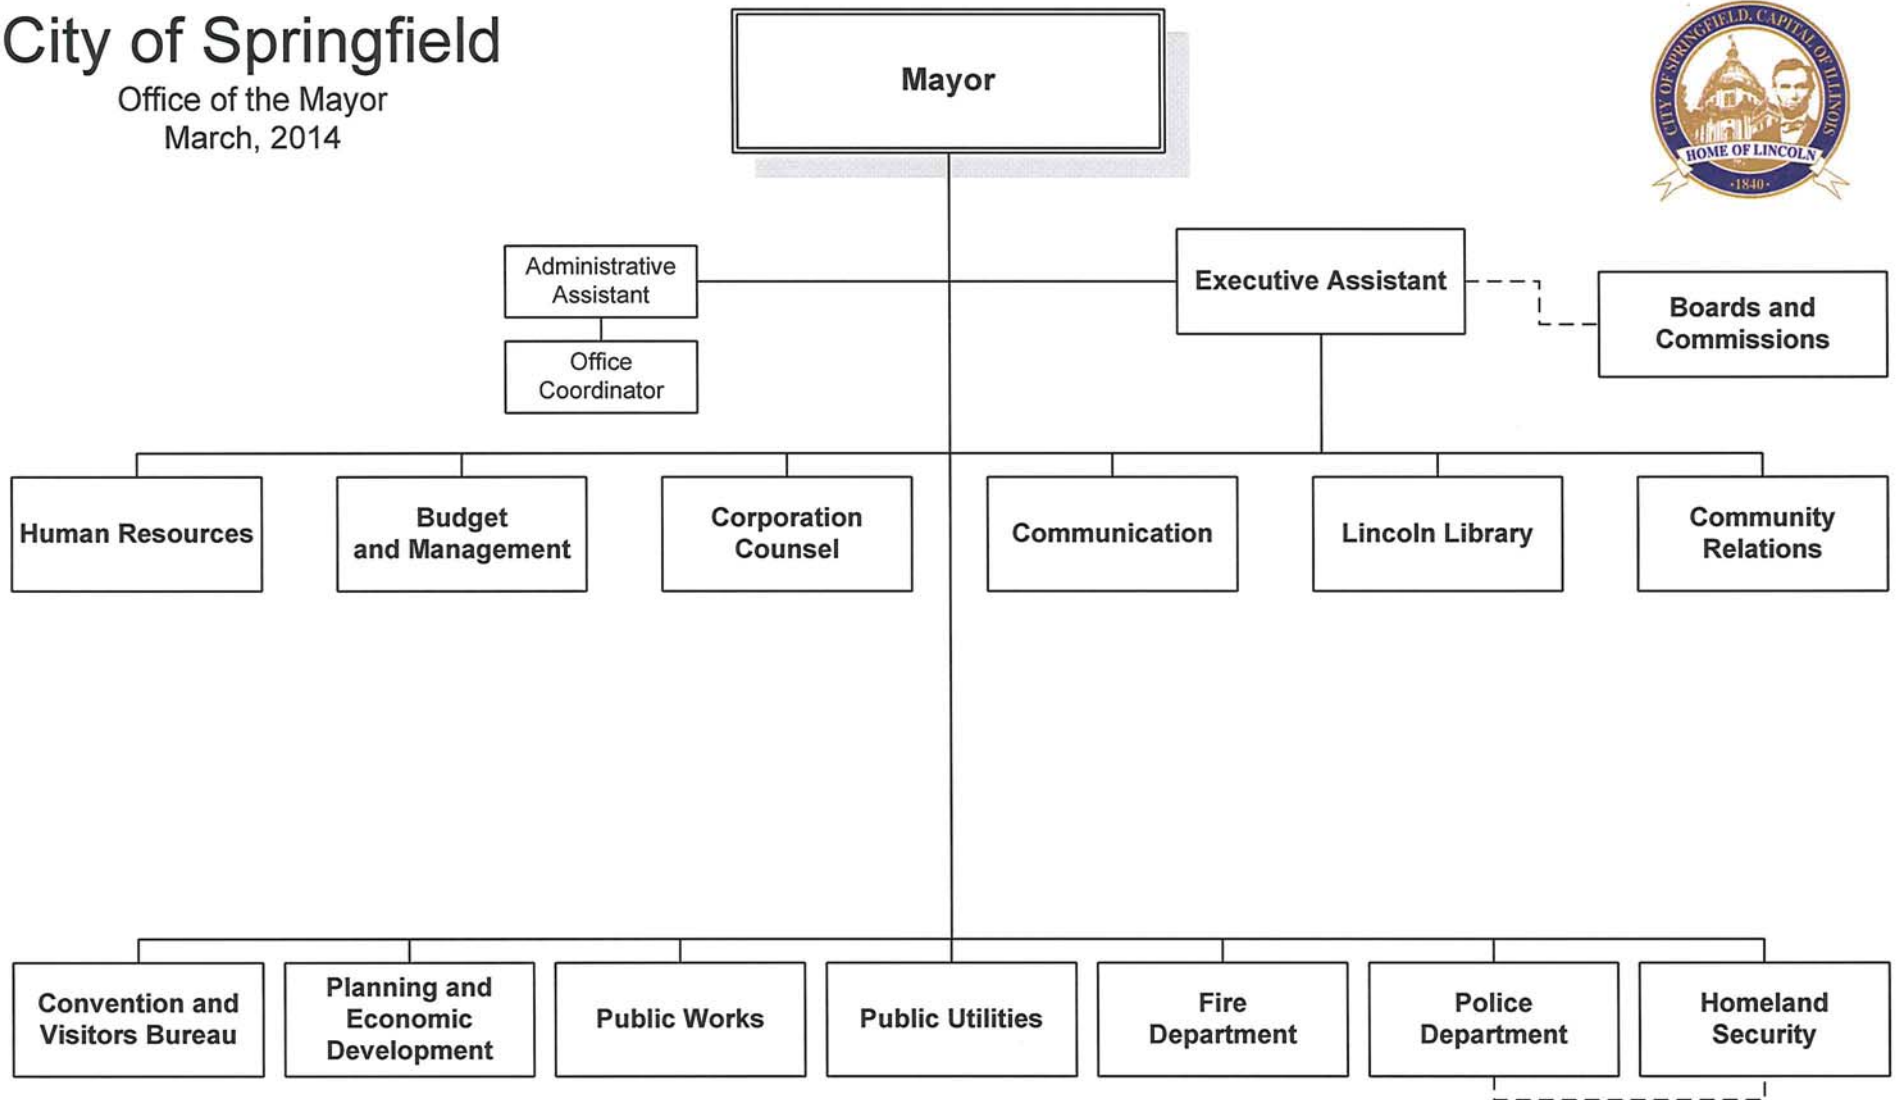 City of Springfield
Office of the Mayor
March, 2014
Mayor
CITY OF SPRINGFIELD, CAPITAL OF ILLINOIS
HOME OF LINCOLN
·1840·
Administrative
Assistant
Executive Assistant
Boards and
Commissions
Office
Coordinator
Human Resources
Budget
and Management
Corporation
Counsel
Communication
Lincoln Library
Community
Relations
Convention and
Visitors Bureau
Planning and
Economic
Development
Public Works
Public Utilities
Fire
Department
Police
Department
Homeland
Security